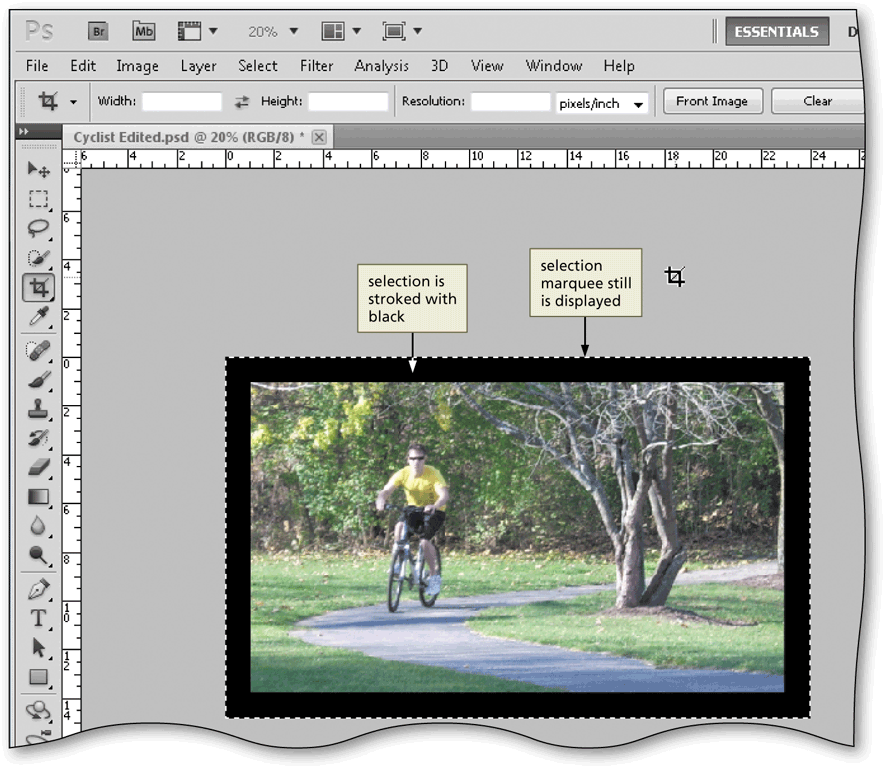 Ps Br Mb 20% ESSENTIALS D
File Edit Image Layer Select Filter Analysis 3D View Window Help
Width: Height: Resolution: pixels/inch Front Image Clear
Cyclist Edited.psd @ 20% (RGB/8) *
6 4 2 0 2 4 6 8 10 12 14 16 18 20 22 24
6
4
2
0
2
4
6
8
10
12
14
selection is
stroked with
black
selection
marquee still
is displayed
T